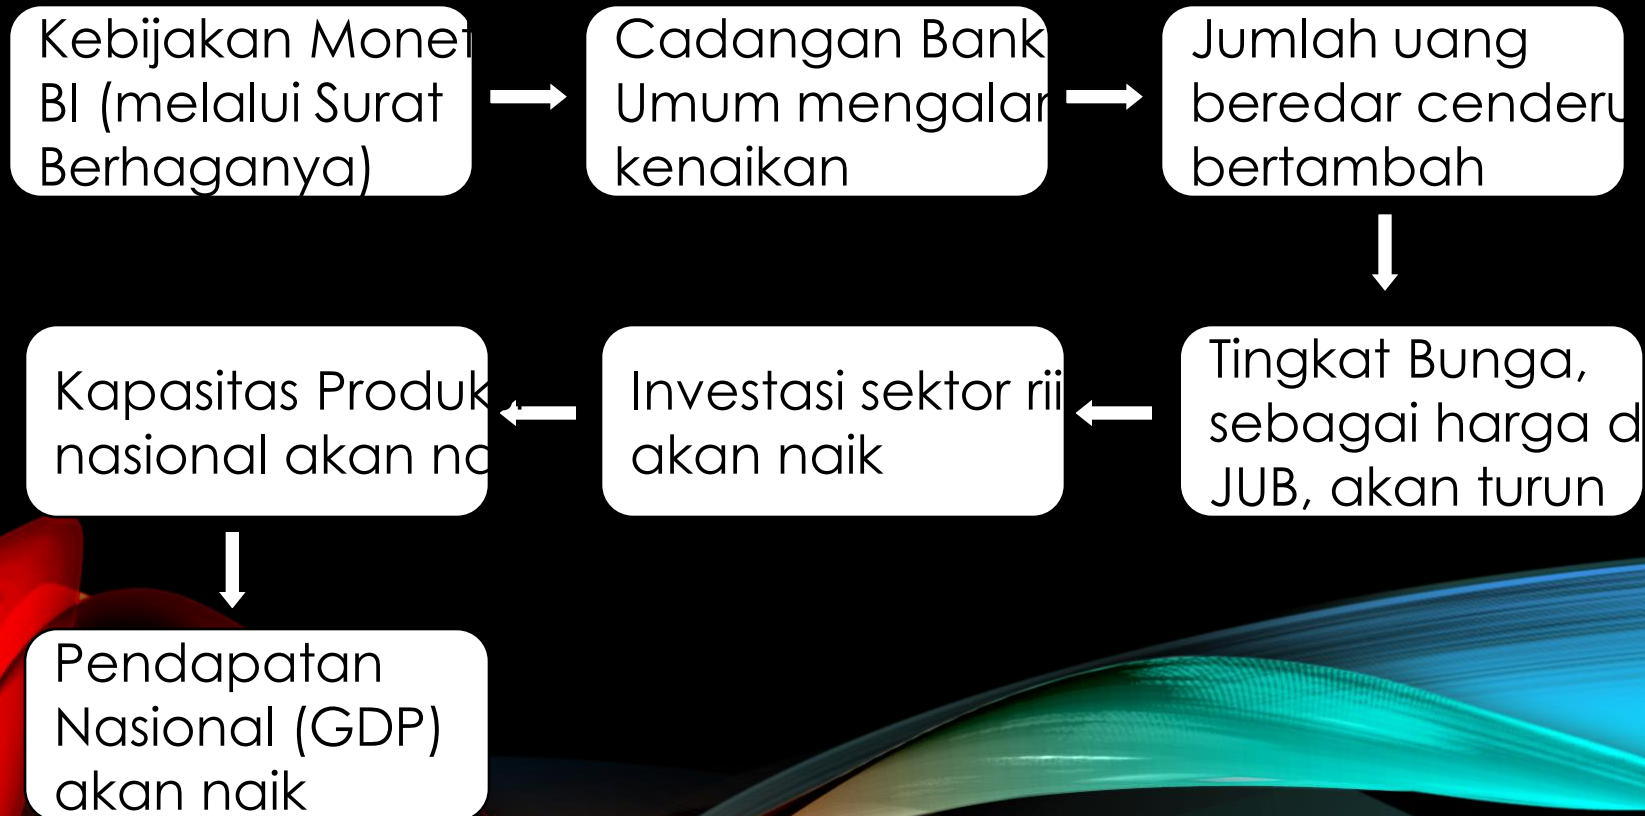 Kebijakan Monet
BI (melalui Surat
Berhaganya)
Cadangan Bank
Umum mengala
kenaikan
Jumlah uang
beredar cenderu
bertambah
Tingkat Bunga,
sebagai harga d
JUB, akan turun
Investasi sektor rii
akan naik
Kapasitas Produk
nasional akan na
Pendapatan
Nasional (GDP)
akan naik